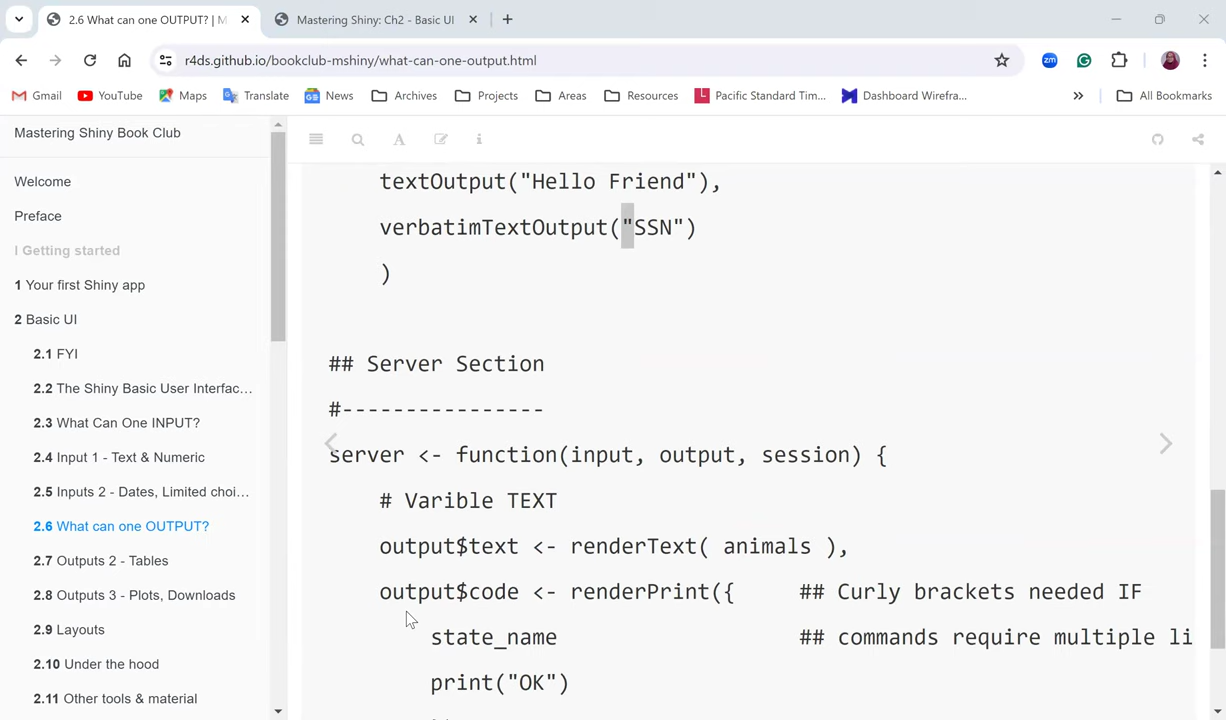 2.6 What can one OUTPUT? | M
Mastering Shiny: Ch2 - Basic UI
r4ds.github.io/bookclub-mshiny/what-can-one-output.html
zm
G
Gmail
YouTube
Maps
Translate
News
Archives
Projects
Areas
Resources
Pacific Standard Tim...
Dashboard Wirefra...
»
All Bookmarks
Mastering Shiny Book Club
Welcome
Preface
I Getting started
1 Your first Shiny app
2 Basic UI
2.1 FYI
2.2 The Shiny Basic User Interfac...
2.3 What Can One INPUT?
2.4 Input 1 - Text & Numeric
2.5 Inputs 2 - Dates, Limited choi...
2.6 What can one OUTPUT?
2.7 Outputs 2 - Tables
2.8 Outputs 3 - Plots, Downloads
2.9 Layouts
2.10 Under the hood
2.11 Other tools & material
A
i
textOutput("Hello Friend"),
verbatimTextOutput("SSN")
)
## Server Section
#----------------
server <- function(input, output, session) {
# Varible TEXT
output$text <- renderText( animals ),
output$code <- renderPrint({ ## Curly brackets needed IF
state_name ## commands require multiple li
print("OK")